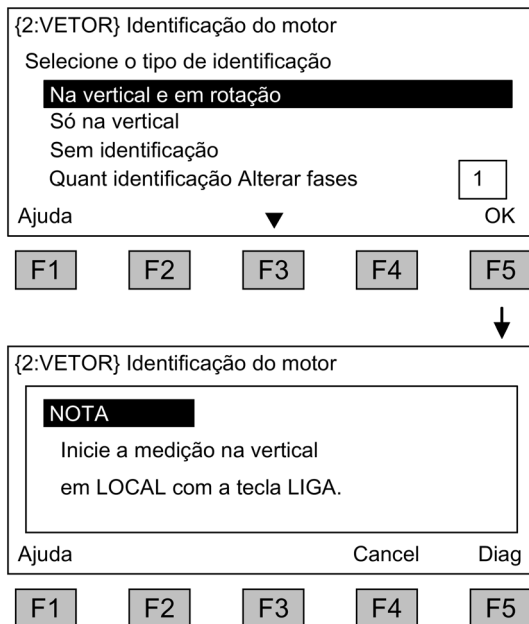 {2:VETOR} Identificação do motor
Selecione o tipo de identificação
Na vertical e em rotação
Só na vertical
Sem identificação
Quant identificação Alterar fases 1
Ajuda OK
F1 F2 F3 F4 F5
{2:VETOR} Identificação do motor
NOTA
Inicie a medição na vertical
em LOCAL com a tecla LIGA.
Ajuda Cancel Diag
F1 F2 F3 F4 F5